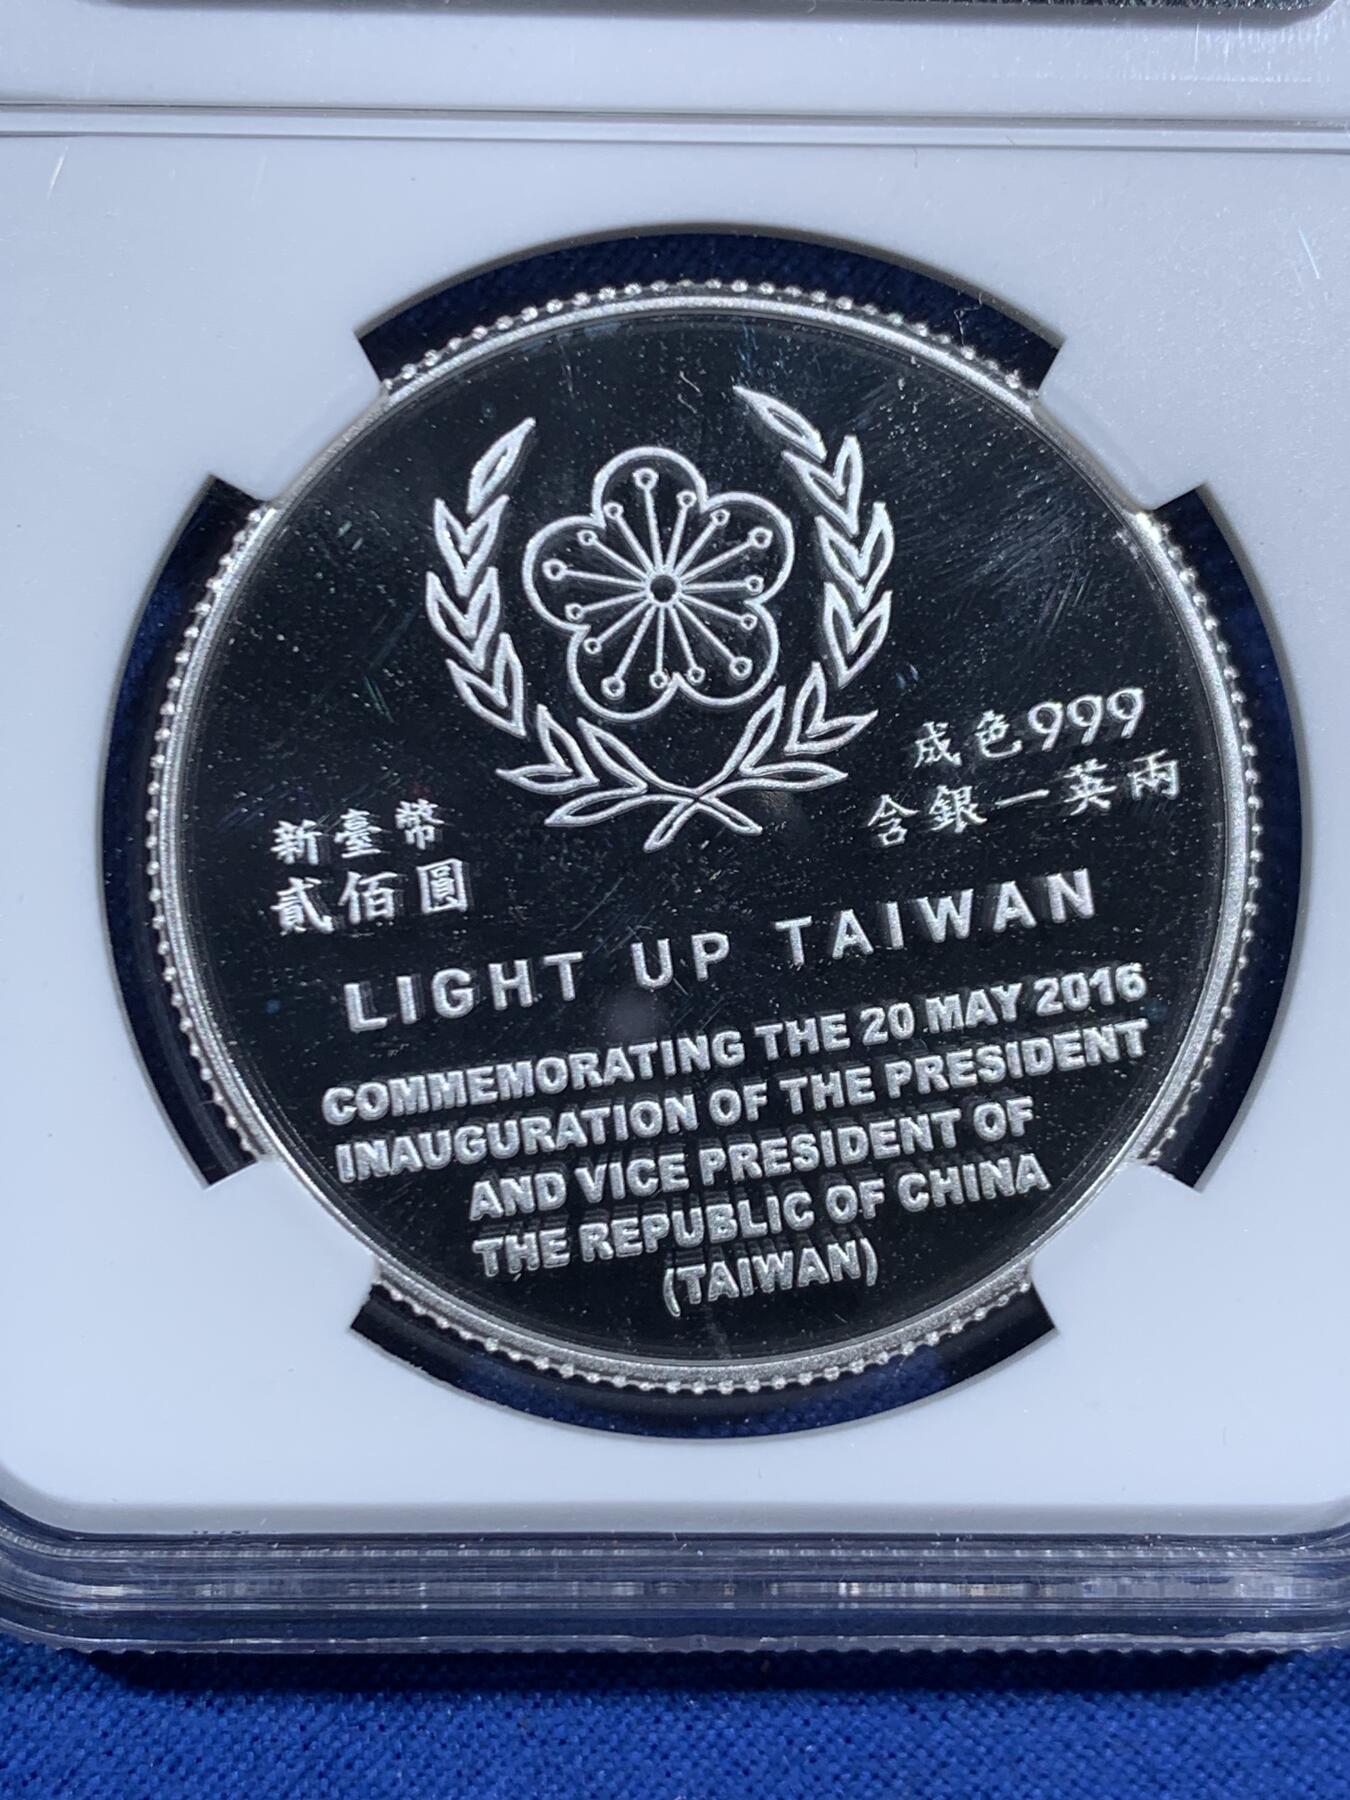 成色999
含銀一英兩
新臺幣
貳佰圓
LIGHT UP TAIWAN
COMMEMORATING THE 20 MAY 2016
INAUGURATION OF THE PRESIDENT
AND VICE PRESIDENT OF
THE REPUBLIC OF CHINA
(TAIWAN)